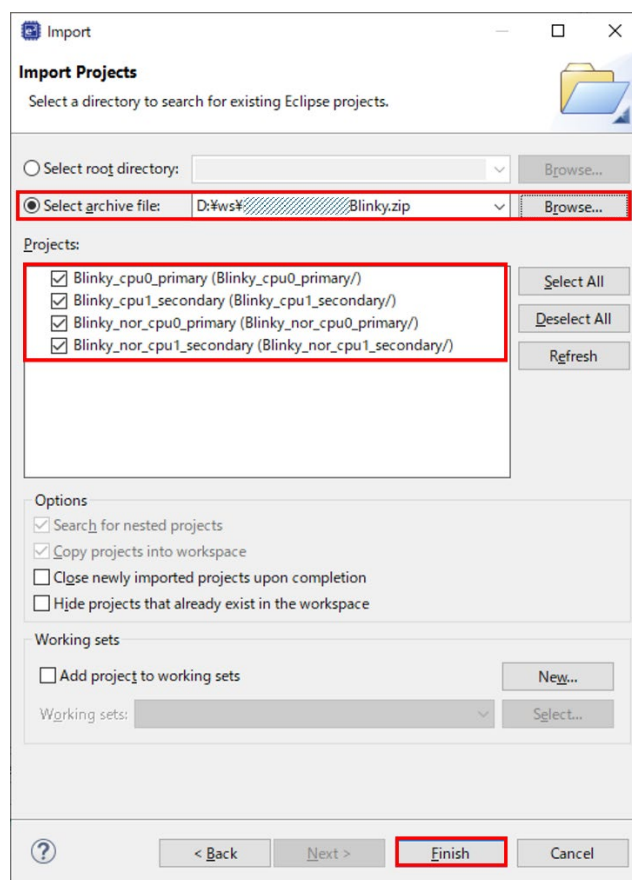 Import
Import Projects
Select a directory to search for existing Eclipse projects.
Select root directory:
Browse...
Select archive file:
D:¥ws¥
Blinky.zip
Browse...
Projects:
Blinky_cpu0_primary (Blinky_cpu0_primary/)
Blinky_cpu1_secondary (Blinky_cpu1_secondary/)
Blinky_nor_cpu0_primary (Blinky_nor_cpu0_primary/)
Blinky_nor_cpu1_secondary (Blinky_nor_cpu1_secondary/)
Select All
Deselect All
Refresh
Options
Search for nested projects
Copy projects into workspace
Close newly imported projects upon completion
Hide projects that already exist in the workspace
Working sets
Add project to working sets
New...
Working sets:
Select...
?
< Back
Next >
Finish
Cancel